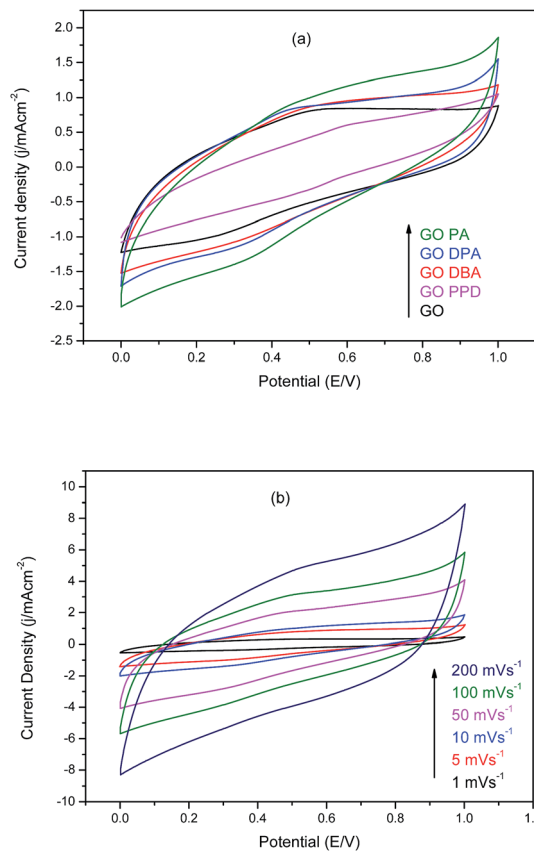 (a)
2.0
1.5
1.0
0.5
0.0
-0.5
-1.0
-1.5
-2.0
-2.5
Current density (j/mAcm⁻²)
GO PA
GO DPA
GO DBA
GO PPD
GO
0.0 0.2 0.4 0.6 0.8 1.0
Potential (E/V)
(b)
10
8
6
4
2
0
-2
-4
-6
-8
-10
Current Density (j/mAcm⁻²)
200 mVs⁻¹
100 mVs⁻¹
50 mVs⁻¹
10 mVs⁻¹
5 mVs⁻¹
1 mVs⁻¹
0.0 0.2 0.4 0.6 0.8 1.0 1.
Potential (E/V)